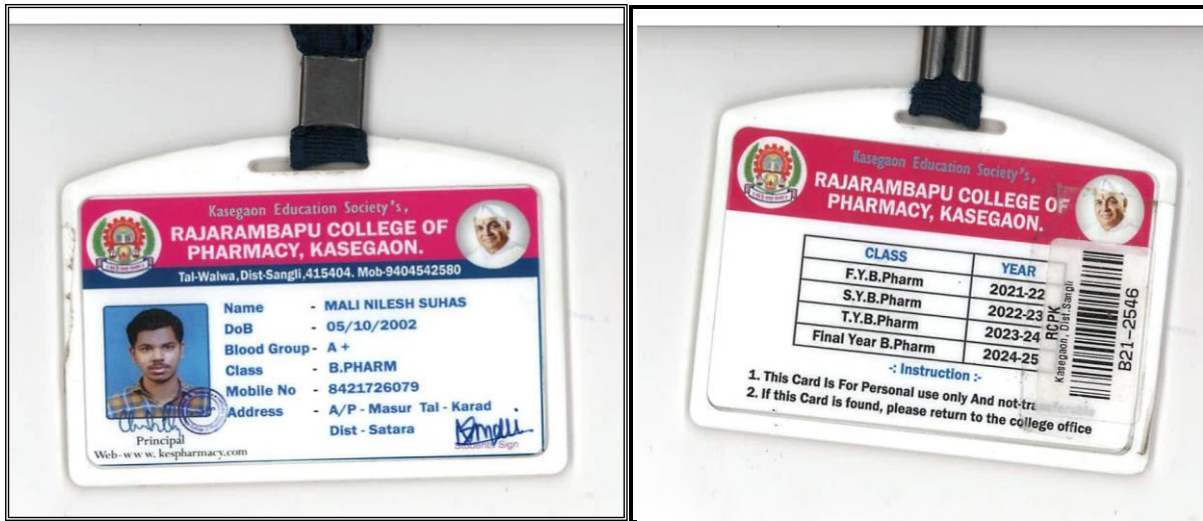 Kasegaon Education Society's,
RAJARAMBAPU COLLEGE OF
PHARMACY, KASEGAON.
Tal-Walwa,Dist-Sangli,415404. Mob-9404542580
Name - MALI NILESH SUHAS
DoB - 05/10/2002
Blood Group - A +
Class - B.PHARM
Mobile No - 8421726079
Address - A/P - Masur Tal - Karad
Dist - Satara
Principal
Students Sign
Web-www.kespharmacy.com
Kasegaon Education Society's,
RAJARAMBAPU COLLEGE OF
PHARMACY, KASEGAON.
CLASS YEAR
F.Y.B.Pharm 2021-22
S.Y.B.Pharm 2022-23
T.Y.B.Pharm 2023-24
Final Year B.Pharm 2024-25
RCPK
Kasegaon, Dist.Sangli
B21-2546
-: Instruction :-
1. This Card Is For Personal use only And not-transferable
2. If this Card is found, please return to the college office